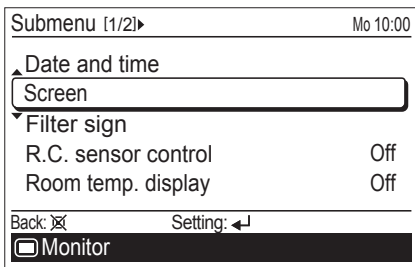 Submenu [1/2]▸ Mo 10:00
Date and time
Screen
Filter sign
R.C. sensor control Off
Room temp. display Off
Back: Setting:
Monitor